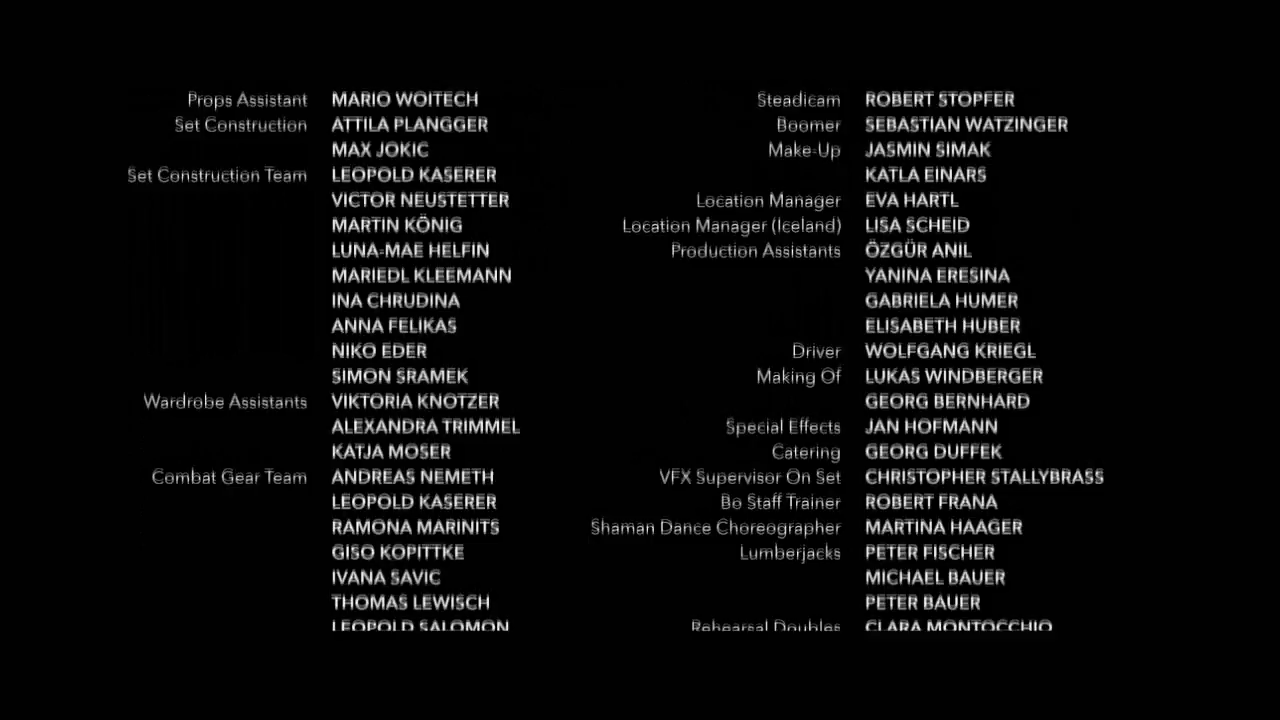 Props Assistant MARIO WOITECH
Set Construction ATTILA PLANGGER
MAX JOKIC
Set Construction Team LEOPOLD KASERER
VICTOR NEUSTETTER
MARTIN KÖNIG
LUNA-MAE HELFIN
MARIEDL KLEEMANN
INA CHRUDINA
ANNA FELIKAS
NIKO EDER
SIMON SRAMEK
Wardrobe Assistants VIKTORIA KNOTZER
ALEXANDRA TRIMMEL
KATJA MOSER
Combat Gear Team ANDREAS NEMETH
LEOPOLD KASERER
RAMONA MARINITS
GISO KOPITTKE
IVANA SAVIC
THOMAS LEWISCH
LEOPOLD SALOMON
Steadicam ROBERT STOPFER
Boomer SEBASTIAN WATZINGER
Make-Up JASMIN SIMAK
KATLA EINARS
Location Manager EVA HARTL
Location Manager (Iceland) LISA SCHEID
Production Assistants ÖZGÜR ANIL
YANINA ERESINA
GABRIELA HUMER
ELISABETH HUBER
Driver WOLFGANG KRIEGL
Making Of LUKAS WINDBERGER
GEORG BERNHARD
Special Effects JAN HOFMANN
Catering GEORG DUFFEK
VFX Supervisor On Set CHRISTOPHER STALLYBRASS
Bo Staff Trainer ROBERT FRANA
Shaman Dance Choreographer MARTINA HAAGER
Lumberjacks PETER FISCHER
MICHAEL BAUER
PETER BAUER
Rehearsal Doubles CLARA MONTOCCHIO